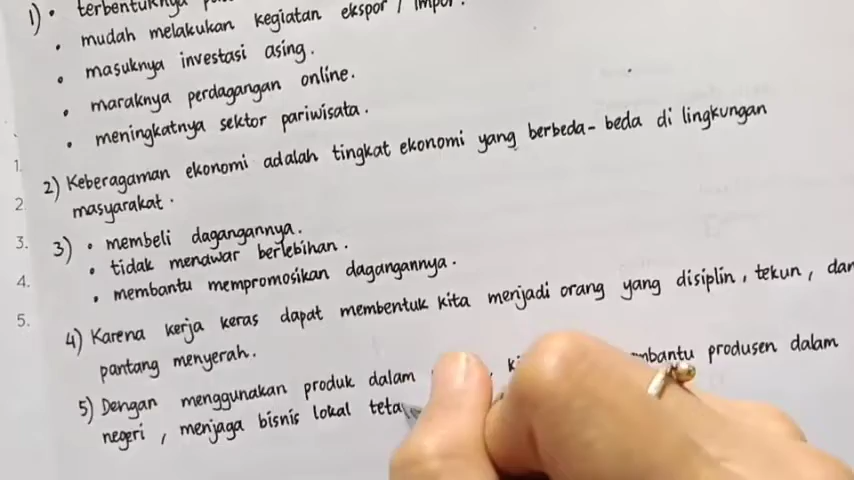 1) • terbentuknya
• mudah melakukan kegiatan ekspor / impor.
• masuknya investasi asing.
• maraknya perdagangan online.
• meningkatnya sektor pariwisata.
1.
2) Keberagaman ekonomi adalah tingkat ekonomi yang berbeda-beda di lingkungan
2
masyarakat.
3.
3) • membeli dagangannya.
• tidak menawar berlebihan.
4.
• membantu mempromosikan dagangannya.
5.
4) Karena kerja keras dapat membentuk kita menjadi orang yang disiplin, tekun, dan
pantang menyerah.
5) Dengan menggunakan produk dalam produsen dalam
negeri, menjaga bisnis lokal teta